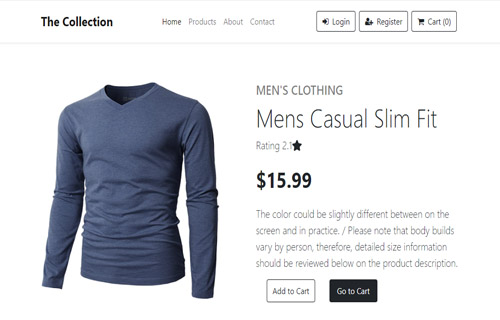 The Collection
Home Products About Contact
Login Register Cart (0)
MEN'S CLOTHING
Mens Casual Slim Fit
Rating 2.1
$15.99
The color could be slightly different between on the
screen and in practice. / Please note that body builds
vary by person, therefore, detailed size information
should be reviewed below on the product description.
Add to Cart Go to Cart